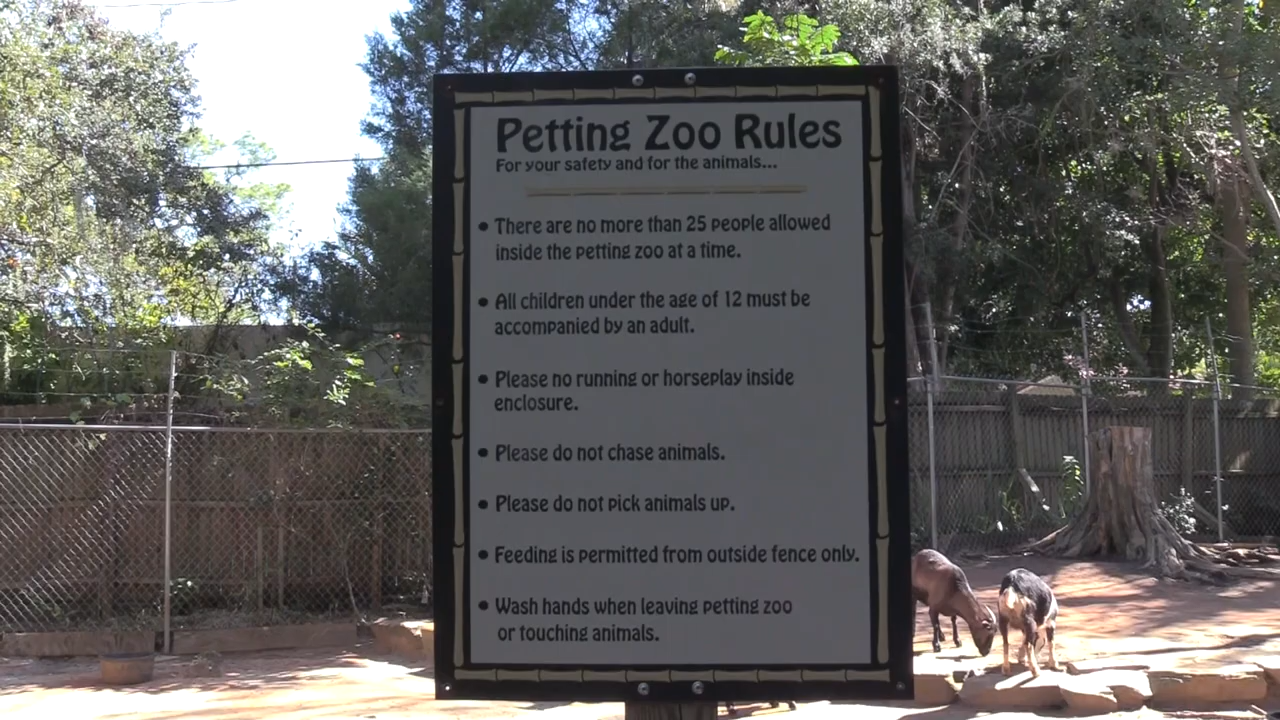 Petting Zoo Rules
For your safety and for the animals...
• There are no more than 25 people allowed
inside the petting zoo at a time.
• All children under the age of 12 must be
accompanied by an adult.
• Please no running or horseplay inside
enclosure.
• Please do not chase animals.
• Please do not pick animals up.
• Feeding is permitted from outside fence only.
• Wash hands when leaving petting zoo
or touching animals.